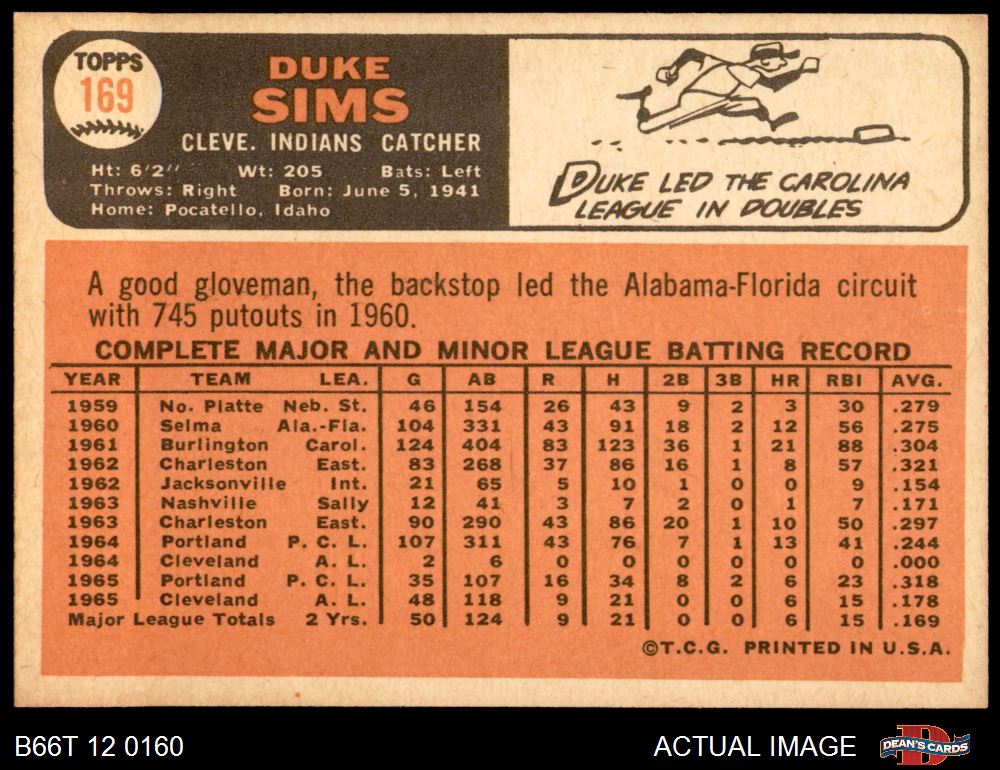 TOPPS
169
DUKE
SIMS
CLEVE. INDIANS CATCHER
Ht: 6'2'' Wt: 205 Bats: Left
Throws: Right Born: June 5, 1941
Home: Pocatello, Idaho
DUKE LED THE CAROLINA
LEAGUE IN DOUBLES
A good gloveman, the backstop led the Alabama-Florida circuit
with 745 putouts in 1960.
COMPLETE MAJOR AND MINOR LEAGUE BATTING RECORD
YEAR TEAM LEA. G AB R H 2B 3B HR RBI AVG.
1959 No. Platte Neb. St. 46 154 26 43 9 2 3 30 .279
1960 Selma Ala.-Fla. 104 331 43 91 18 2 12 56 .275
1961 Burlington Carol. 124 404 83 123 36 1 21 88 .304
1962 Charleston East. 83 268 37 86 16 1 8 57 .321
1962 Jacksonville Int. 21 65 5 10 1 0 0 9 .154
1963 Nashville Sally 12 41 3 7 2 0 1 7 .171
1963 Charleston East. 90 290 43 86 20 1 10 50 .297
1964 Portland P. C. L. 107 311 43 76 7 1 13 41 .244
1964 Cleveland A. L. 2 6 0 0 0 0 0 0 .000
1965 Portland P. C. L. 35 107 16 34 8 2 6 23 .318
1965 Cleveland A. L. 48 118 9 21 0 0 6 15 .178
Major League Totals 2 Yrs. 50 124 9 21 0 0 6 15 .169
©T.C.G. PRINTED IN U.S.A.
B66T 12 0160 ACTUAL IMAGE DEAN'S CARDS